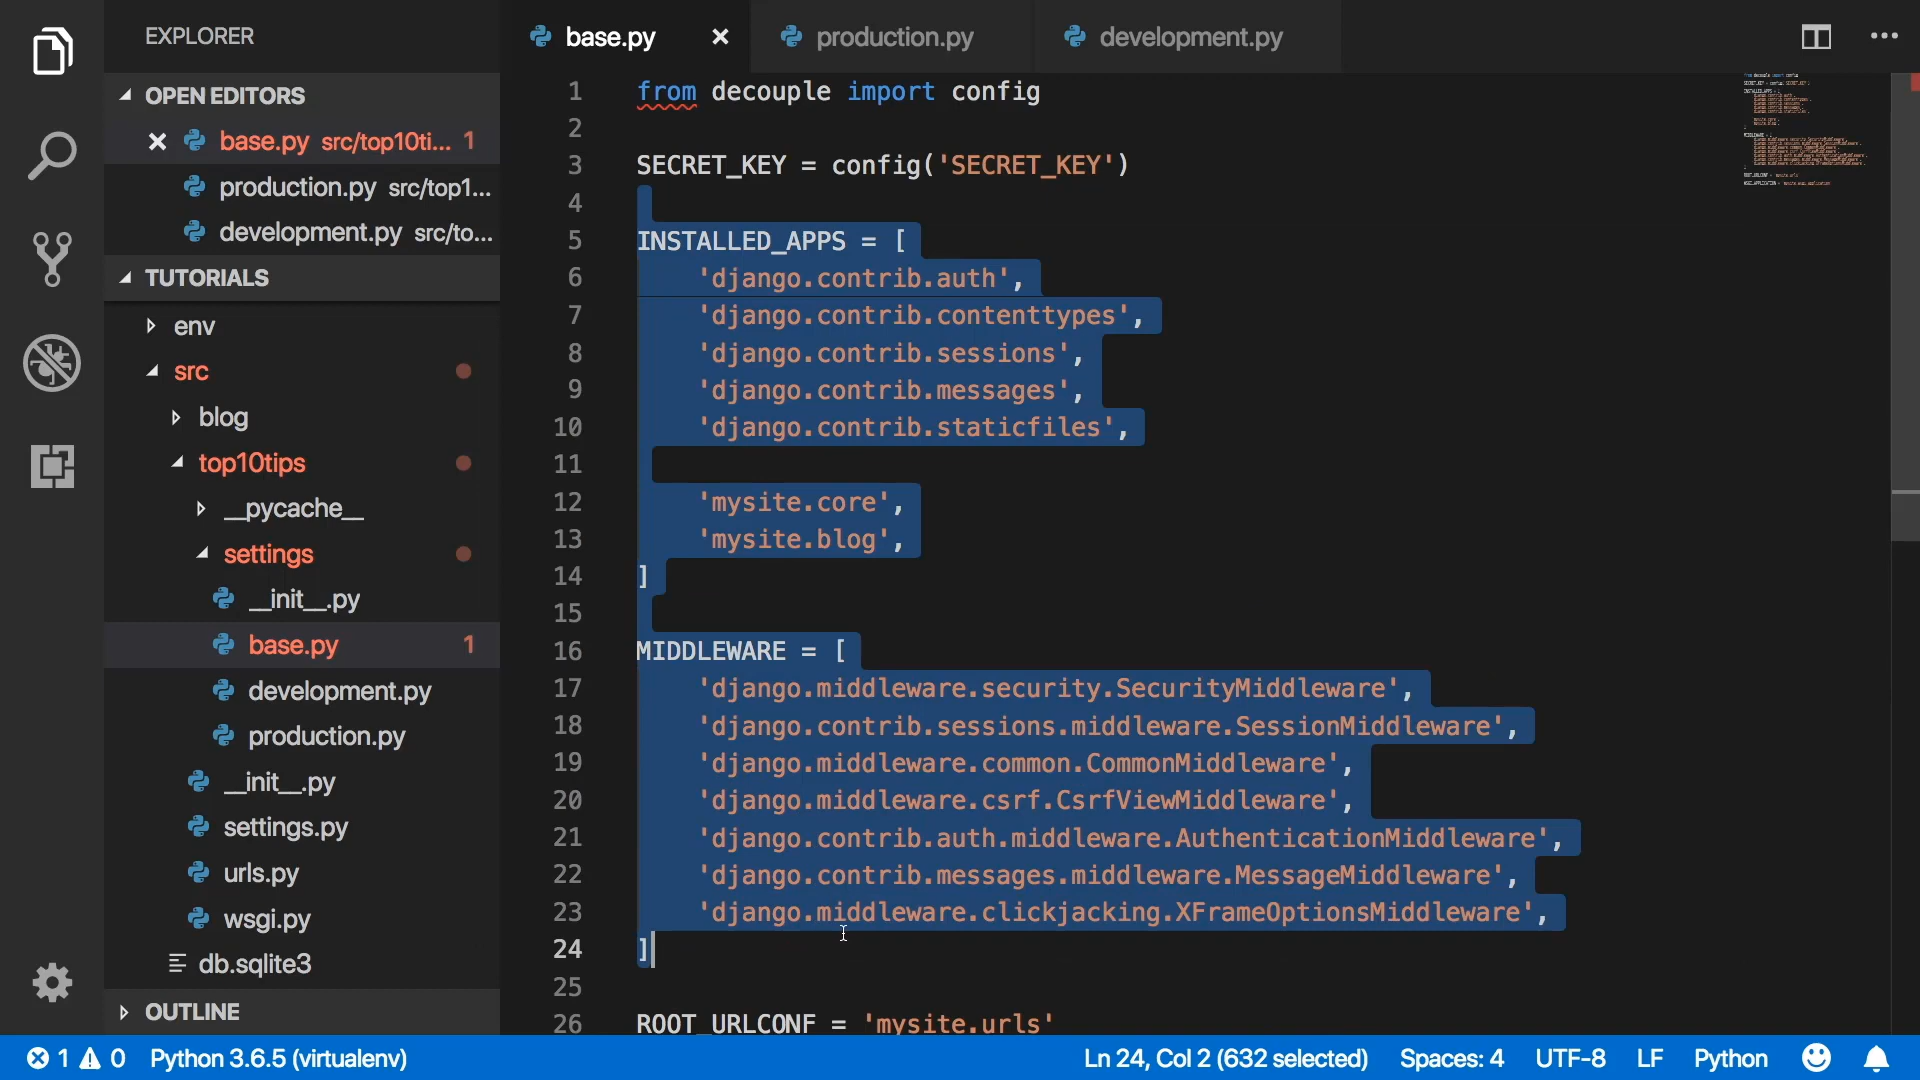 EXPLORER
OPEN EDITORS
base.py src/top10ti... 1
production.py src/top1...
development.py src/to...
TUTORIALS
env
src
blog
top10tips
__pycache__
settings
__init__.py
base.py 1
development.py
production.py
__init__.py
settings.py
urls.py
wsgi.py
db.sqlite3
OUTLINE
base.py production.py development.py
1 from decouple import config
2
3 SECRET_KEY = config('SECRET_KEY')
4
5 INSTALLED_APPS = [
6 'django.contrib.auth',
7 'django.contrib.contenttypes',
8 'django.contrib.sessions',
9 'django.contrib.messages',
10 'django.contrib.staticfiles',
11
12 'mysite.core',
13 'mysite.blog',
14 ]
15
16 MIDDLEWARE = [
17 'django.middleware.security.SecurityMiddleware',
18 'django.contrib.sessions.middleware.SessionMiddleware',
19 'django.middleware.common.CommonMiddleware',
20 'django.middleware.csrf.CsrfViewMiddleware',
21 'django.contrib.auth.middleware.AuthenticationMiddleware',
22 'django.contrib.messages.middleware.MessageMiddleware',
23 'django.middleware.clickjacking.XFrameOptionsMiddleware',
24 ]
25
26 ROOT_URLCONF = 'mysite.urls'
1 0 Python 3.6.5 (virtualenv) Ln 24, Col 2 (632 selected) Spaces: 4 UTF-8 LF Python